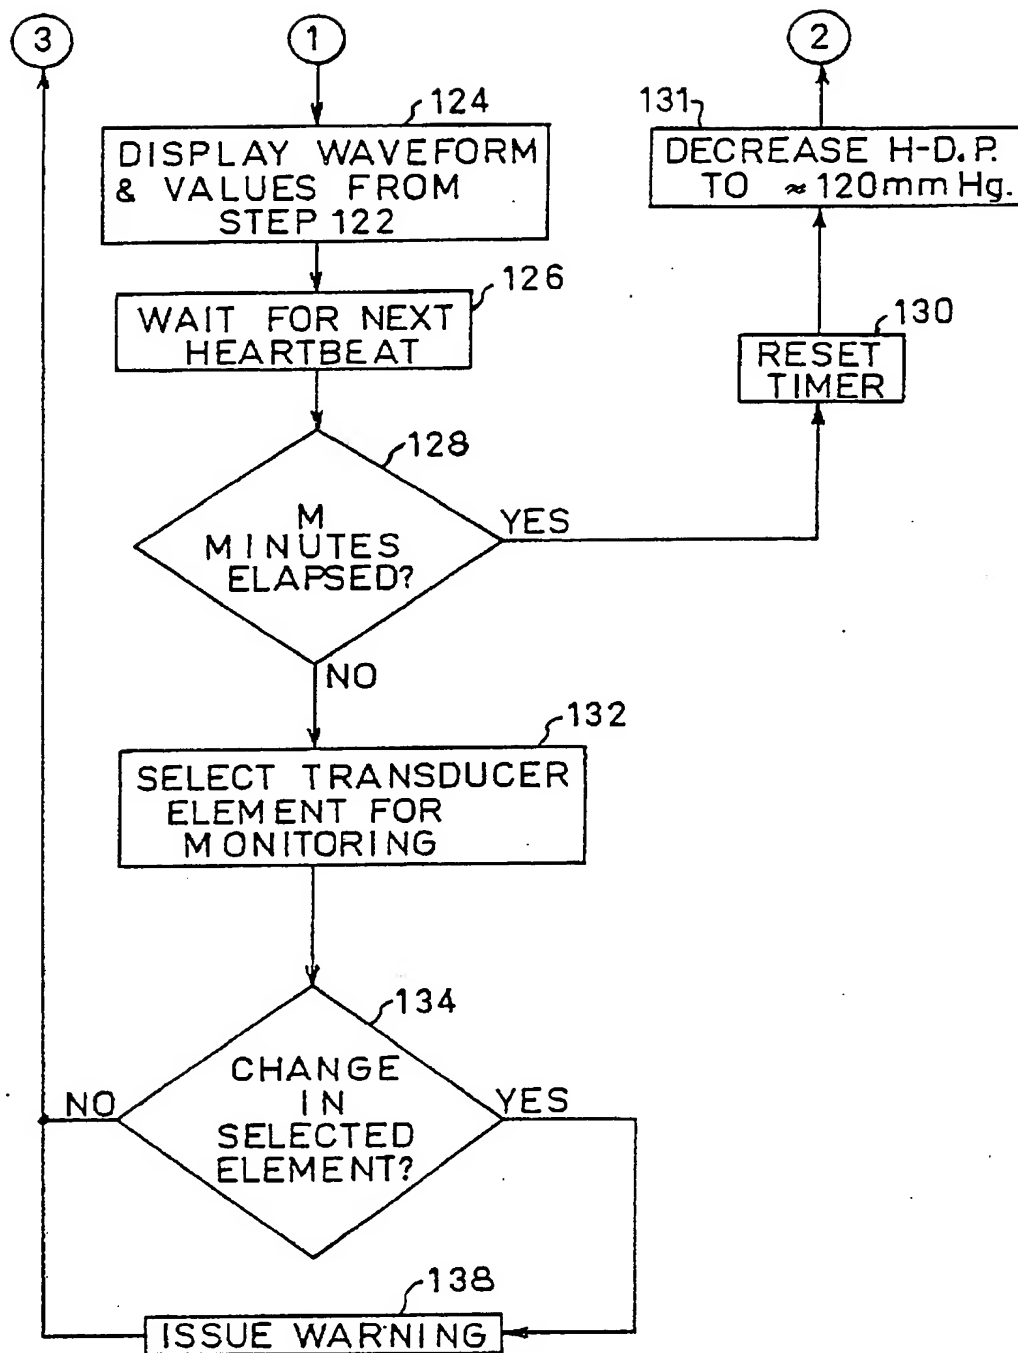 3
1
2
124
DISPLAY WAVEFORM
& VALUES FROM
STEP 122
131
DECREASE H-D.P.
TO ≈ 120mm Hg.
126
WAIT FOR NEXT
HEARTBEAT
130
RESET
TIMER
128
M
MINUTES
ELAPSED?
YES
NO
132
SELECT TRANSDUCER
ELEMENT FOR
MONITORING
134
CHANGE
IN
SELECTED
ELEMENT?
NO
YES
138
ISSUE WARNING